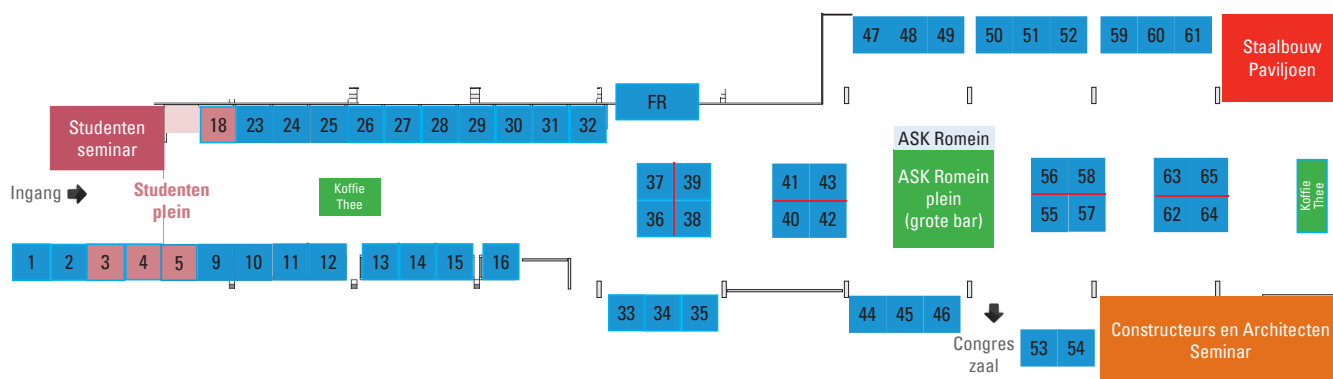 47 48 49 50 51 52 59 60 61
Staalbouw
Paviljoen
FR
Studenten
seminar
18 23 24 25 26 27 28 29 30 31 32
ASK Romein
Ingang
Studenten
plein
Koffie
Thee
37 39
36 38
41 43
40 42
ASK Romein
plein
(grote bar)
56 58
55 57
63 65
62 64
Koffie
Thee
1 2 3 4 5 9 10 11 12 13 14 15 16
33 34 35
44 45 46
Congres
zaal
53 54
Constructeurs en Architecten
Seminar